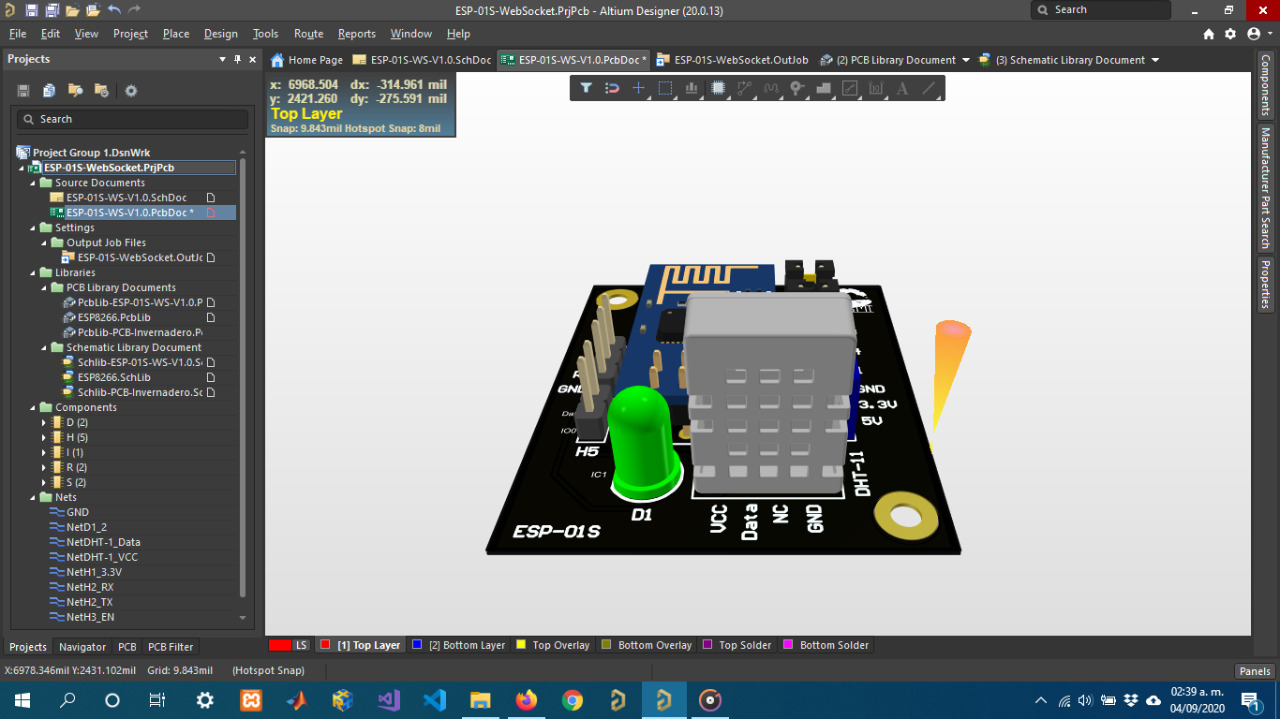 ESP-01S-WebSocket.PrjPcb - Altium Designer (20.0.13)
Search
File Edit View Project Place Design Tools Route Reports Window Help
Projects
Home Page ESP-01S-WS-V1.0.SchDoc ESP-01S-WS-V1.0.PcbDoc * ESP-01S-WebSocket.OutJob (2) PCB Library Document (3) Schematic Library Document
x: 6968.504 dx: -314.961 mil
y: 2421.260 dy: -275.591 mil
Top Layer
Snap: 9.843mil Hotspot Snap: 8mil
Search
Project Group 1.DsnWrk
ESP-01S-WebSocket.PrjPcb
Source Documents
ESP-01S-WS-V1.0.SchDoc
ESP-01S-WS-V1.0.PcbDoc *
Settings
Output Job Files
ESP-01S-WebSocket.OutJo
Libraries
PCB Library Documents
PcbLib-ESP-01S-WS-V1.0.P
ESP8266.PcbLib
PcbLib-PCB-Invernadero.P
Schematic Library Document
Schlib-ESP-01S-WS-V1.0.S
ESP8266.SchLib
Schlib-PCB-Invernadero.Sc
Components
D (2)
H (5)
I (1)
R (2)
S (2)
Nets
GND
NetD1_2
NetDHT-1_Data
NetDHT-1_VCC
NetH1_3.3V
NetH2_RX
NetH2_TX
NetH3_EN
Components
Manufacturer Part Search
Properties
GND
3.3V
5V
IO0
H5
IC1
D1
DHT-11
ESP-01S
VCC
Data
NC
GND
Projects Navigator PCB PCB Filter
LS [1] Top Layer [2] Bottom Layer Top Overlay Bottom Overlay Top Solder Bottom Solder
X:6978.346mil Y:2431.102mil Grid: 9.843mil (Hotspot Snap)
Panels
02:39 a. m.
04/09/2020
1